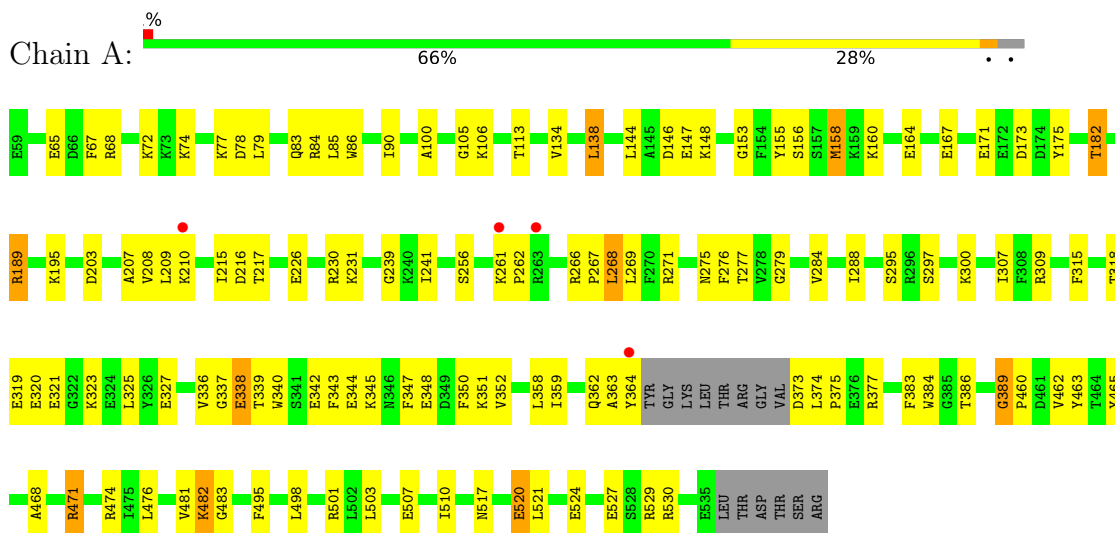 %
Chain A:
66% 28% • •
E59 E65 D66 F67 R68 K72 K73 K74 K77 D78 L79 Q83 R84 L85 W86 I90 A100 G105 K106 T113 V134 L138 L144 A145 D146 E147 K148 G153 F154 Y155 S156 S157 M158 K159 K160 E164 E167 E171 E172 D173 D174 Y175 T182
R189 K195 D203 A207 V208 L209 K210 I215 D216 T217 E226 R230 K231 G239 K240 I241 S256 K261 P262 R263 R266 P267 L268 L269 F270 R271 N275 F276 T277 V278 G279 V284 I288 S295 R296 S297 K300 I307 F308 R309 F315 T318
E319 E320 E321 G322 K323 E324 L325 Y326 E327 V336 G337 E338 T339 W340 S341 E342 F343 E344 K345 N346 F347 E348 D349 F350 K351 V352 L358 I359 Q362 A363 Y364 TYR GLY LYS LEU THR ARG GLY VAL D373 L374 P375 E376 R377 F383 W384 G385 T386 G389 P460 D461 V462 Y463 T464 Y465
A468 R471 R474 I475 L476 V481 K482 G483 F495 L498 R501 L502 L503 E507 I510 N517 E520 L521 E524 E527 S528 R529 R530 E535 LEU THR ASP THR SER ARG